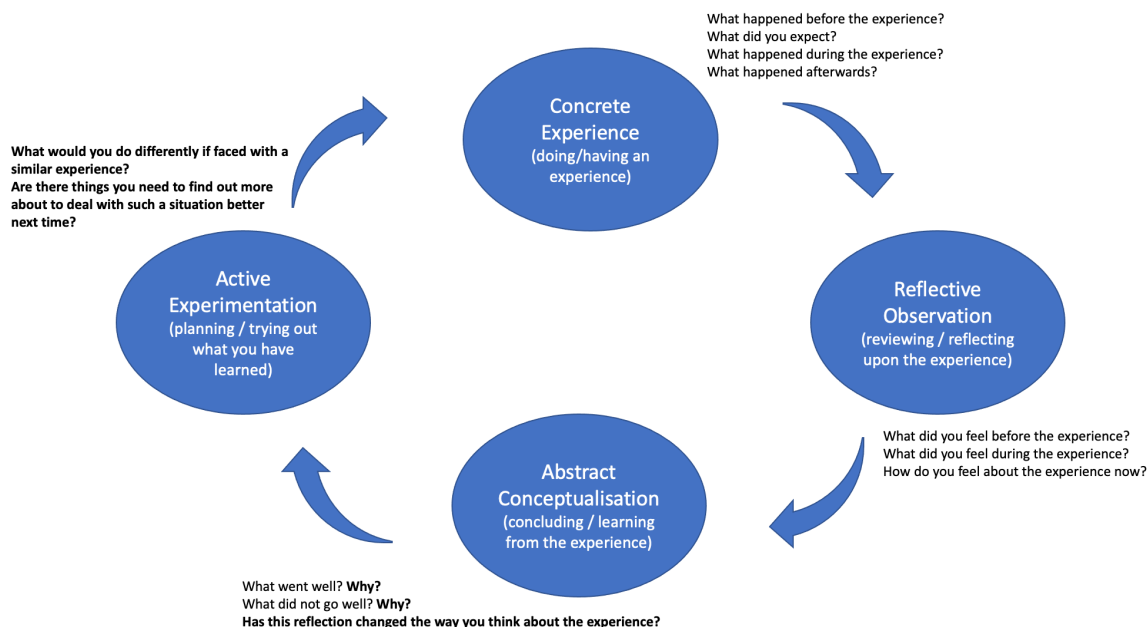 What happened before the experience?
What did you expect?
What happened during the experience?
What happened afterwards?
Concrete
Experience
(doing/having an
experience)
Reflective
Observation
(reviewing / reflecting
upon the experience)
What did you feel before the experience?
What did you feel during the experience?
How do you feel about the experience now?
Abstract
Conceptualisation
(concluding / learning
from the experience)
What went well? Why?
What did not go well? Why?
Has this reflection changed the way you think about the experience?
Active
Experimentation
(planning / trying out
what you have
learned)
What would you do differently if faced with a
similar experience?
Are there things you need to find out more
about to deal with such a situation better
next time?